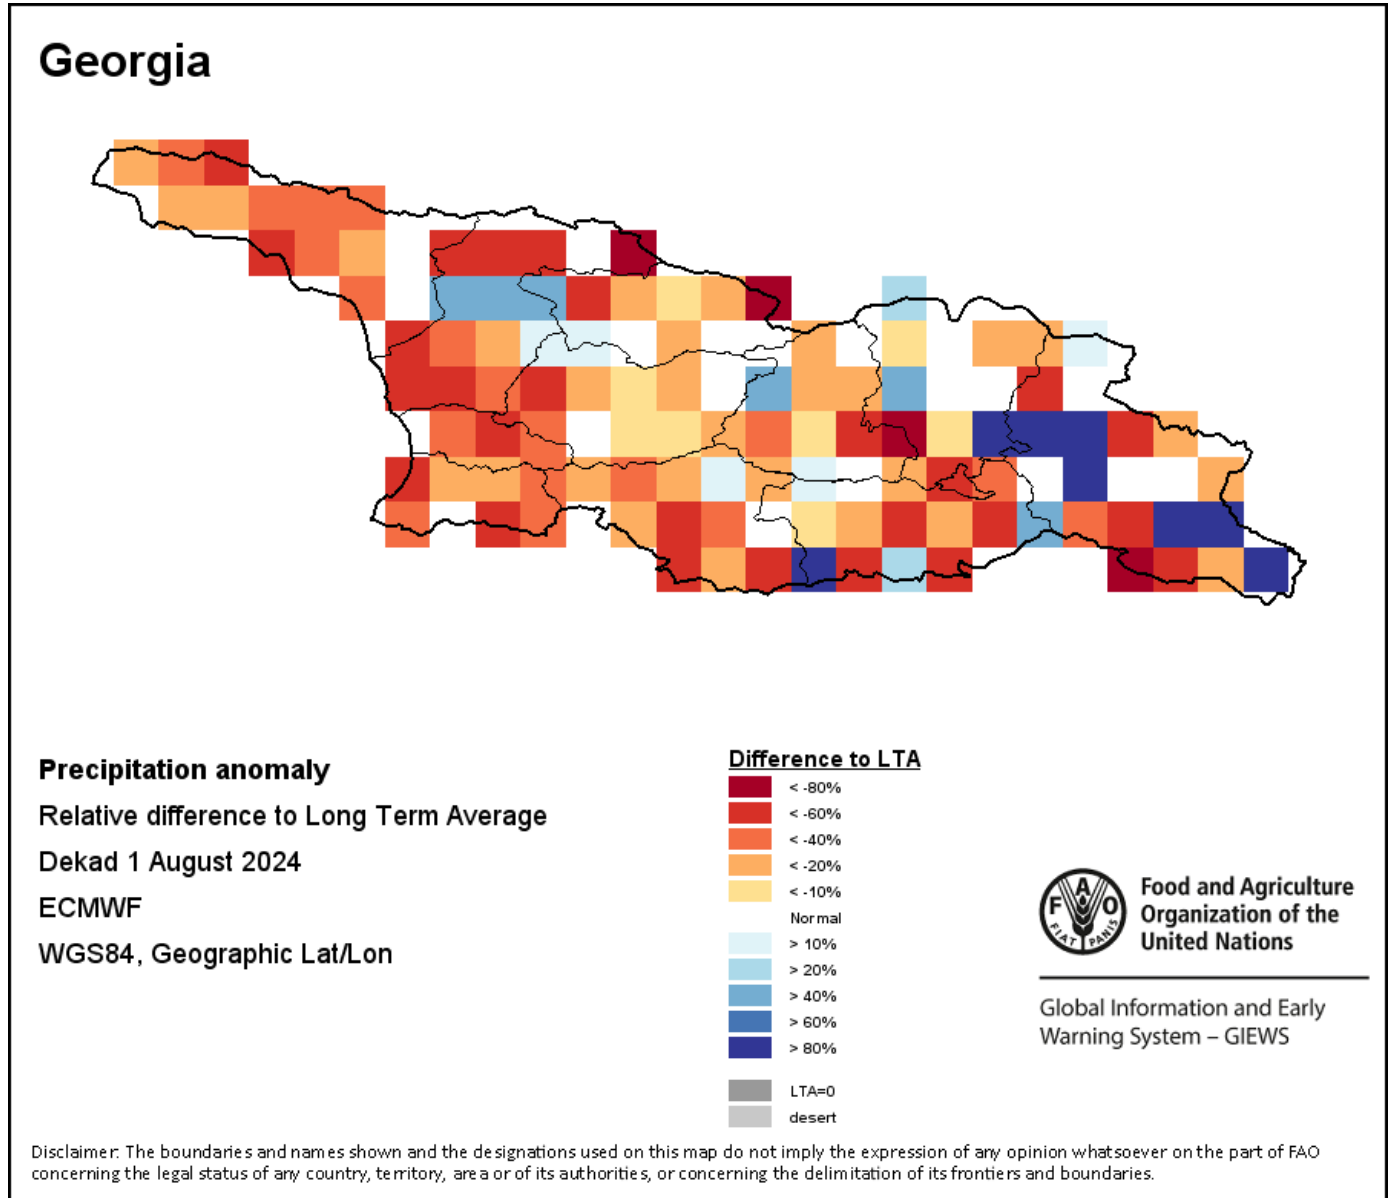 Georgia
Precipitation anomaly
Relative difference to Long Term Average
Dekad 1 August 2024
ECMWF
WGS84, Geographic Lat/Lon
Difference to LTA
< -80%
< -60%
< -40%
< -20%
< -10%
Normal
> 10%
> 20%
> 40%
> 60%
> 80%
LTA=0
desert
F A O
FIAT PANIS
Food and Agriculture
Organization of the
United Nations
Global Information and Early
Warning System – GIEWS
Disclaimer: The boundaries and names shown and the designations used on this map do not imply the expression of any opinion whatsoever on the part of FAO
concerning the legal status of any country, territory, area or of its authorities, or concerning the delimitation of its frontiers and boundaries.